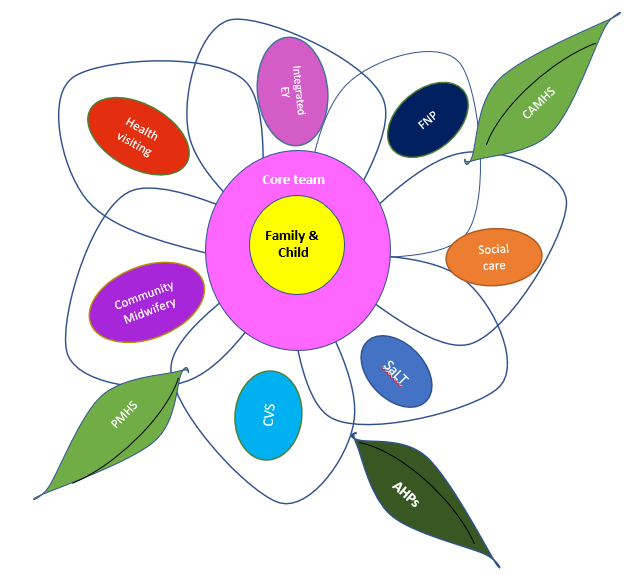 Integrated
EY
CAMHS
FNP
Health
visiting
Core team
Family &
Child
Social
care
Community
Midwifery
SaLT
PMHS
CVS
AHPs